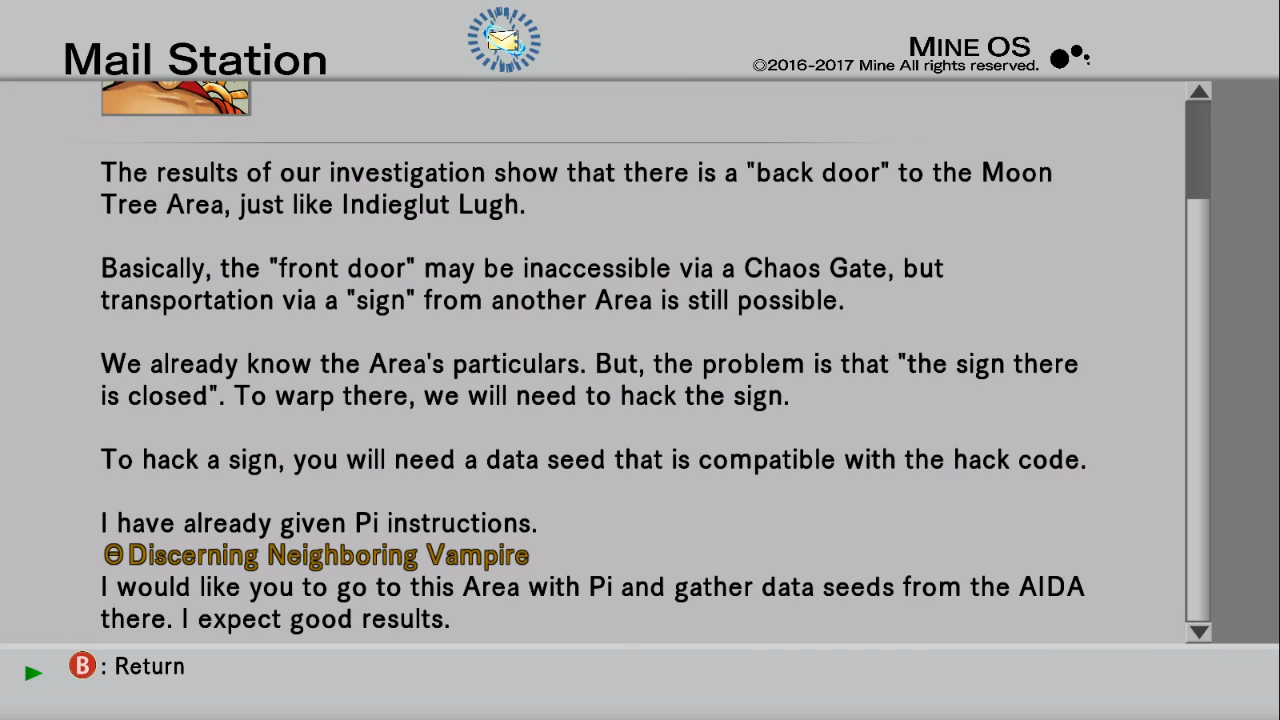 Mail Station
MINE OS
©2016-2017 Mine All rights reserved.
The results of our investigation show that there is a "back door" to the Moon
Tree Area, just like Indieglut Lugh.
Basically, the "front door" may be inaccessible via a Chaos Gate, but
transportation via a "sign" from another Area is still possible.
We already know the Area's particulars. But, the problem is that "the sign there
is closed". To warp there, we will need to hack the sign.
To hack a sign, you will need a data seed that is compatible with the hack code.
I have already given Pi instructions.
ΘDiscerning Neighboring Vampire
I would like you to go to this Area with Pi and gather data seeds from the AIDA
there. I expect good results.
B: Return